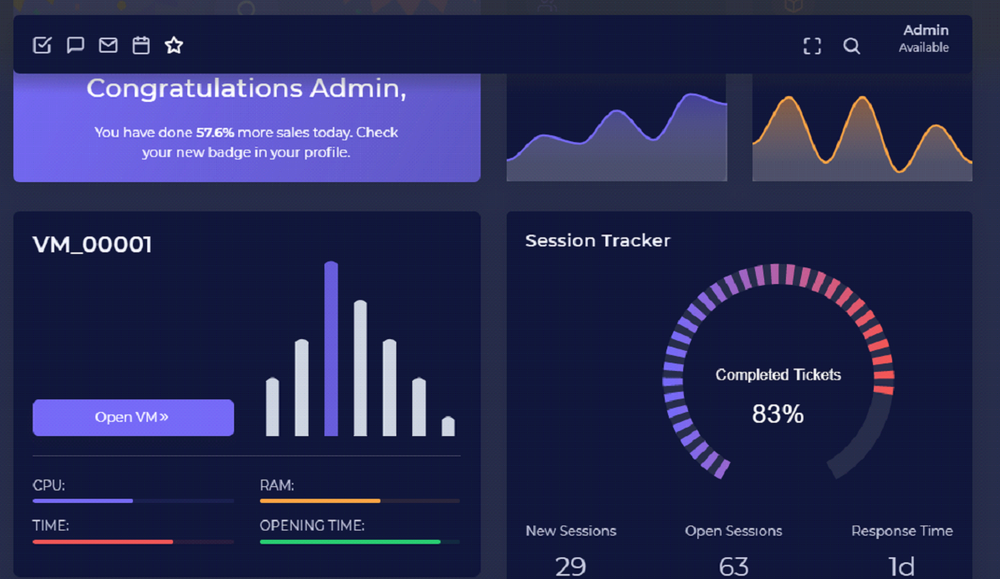 Admin
Available
Congratulations Admin,
You have done 57.6% more sales today. Check
your new badge in your profile.
VM_00001
Open VM»
CPU:
RAM:
TIME:
OPENING TIME:
Session Tracker
Completed Tickets
83%
New Sessions
Open Sessions
Response Time
29
63
1d